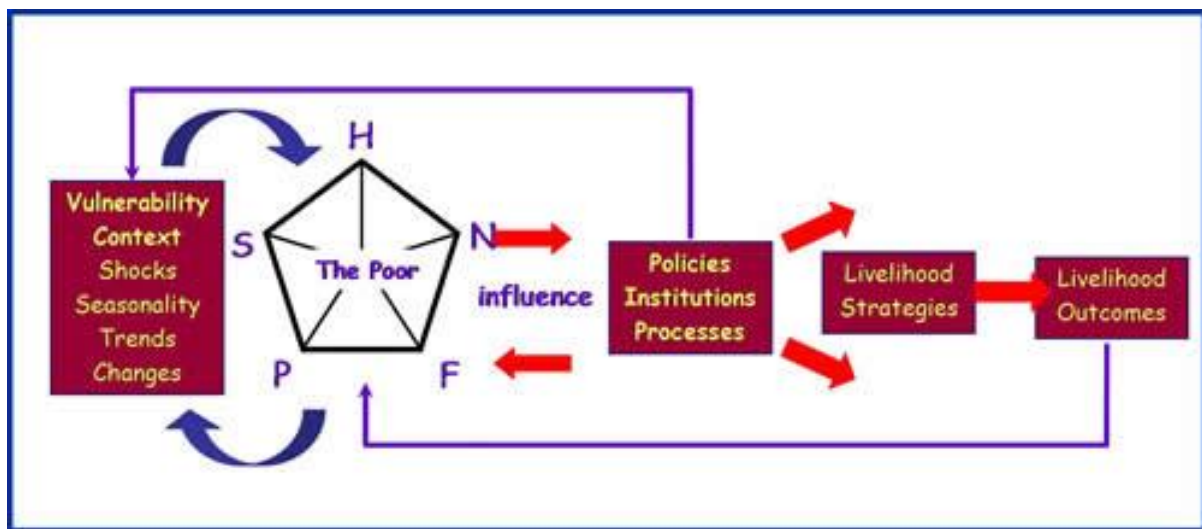 Vulnerability
Context
Shocks
Seasonality
Trends
Changes
H
S
N
The Poor
P
F
influence
Policies
Institutions
Processes
Livelihood
Strategies
Livelihood
Outcomes